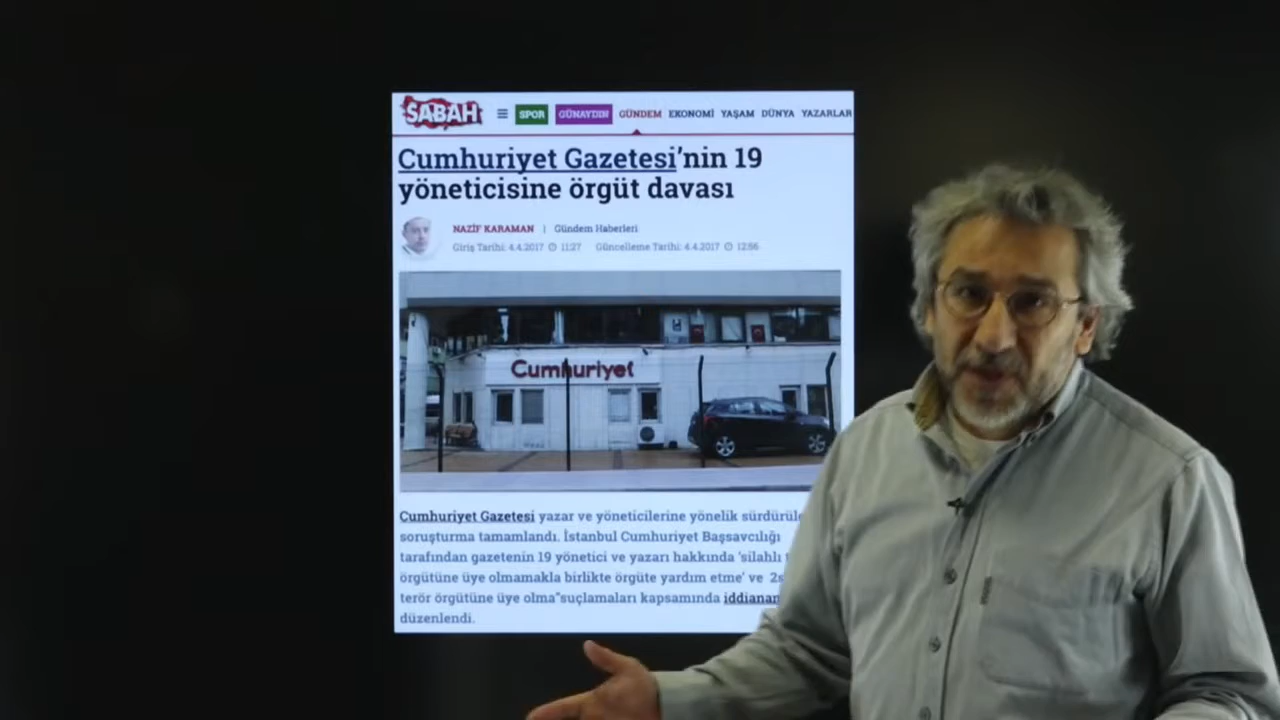 SABAH
SPOR GÜNAYDIN GÜNDEM EKONOMİ YAŞAM DÜNYA YAZARLAR
Cumhuriyet Gazetesi’nin 19
yöneticisine örgüt davası
NAZİF KARAMAN | Gündem Haberleri
Giriş Tarihi: 4.4.2017 11:27 Güncelleme Tarihi: 4.4.2017 12:56
Cumhuriyet
Cumhuriyet Gazetesi yazar ve yöneticilerine yönelik
soruşturma tamamlandı. İstanbul Cumhuriyet Başsavcılığı
tarafından gazetenin 19 yönetici ve yazarı hakkında 'silahlı
örgütüne üye olmamakla birlikte örgüte yardım etme' ve
terör örgütüne üye olma"suçlamaları kapsamında
düzenlendi.